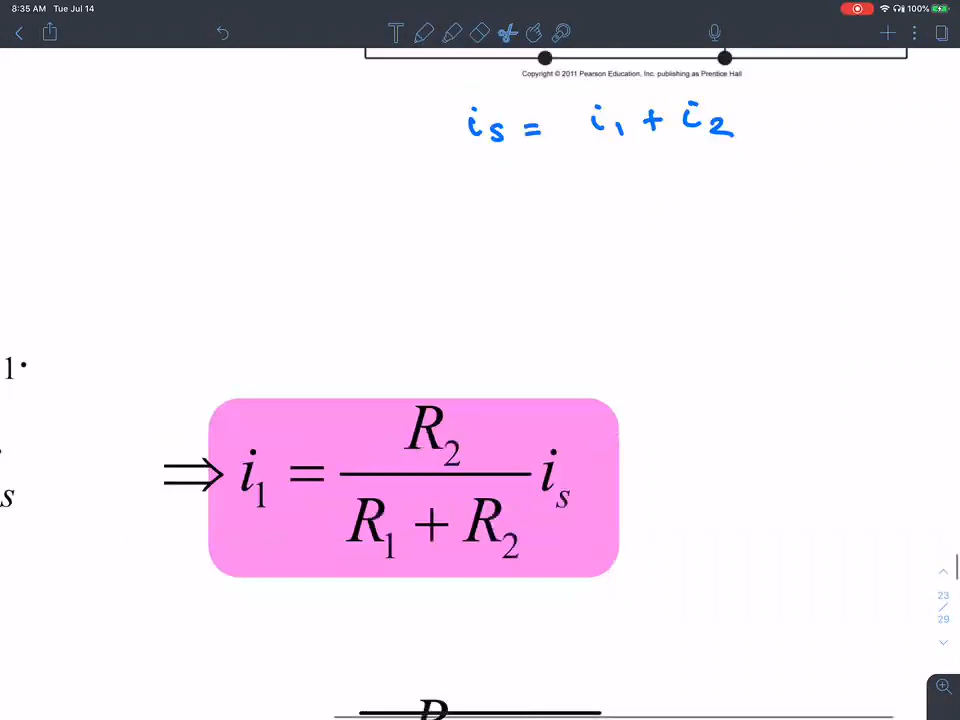 8:35 AM Tue Jul 14
100%
T
Copyright © 2011 Pearson Education, Inc. publishing as Prentice Hall
is = i1 + i2
1.
s
⇒ i1 = R2 / (R1 + R2) is
23
/
29